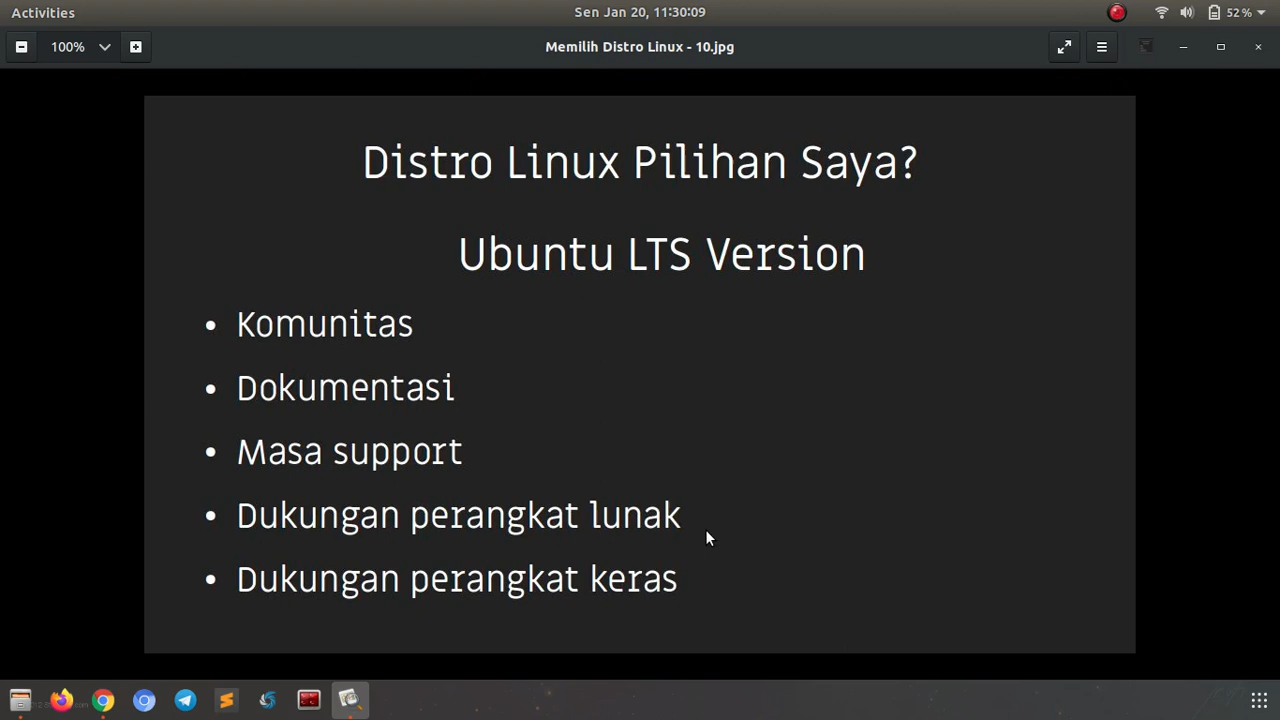 Activities
Sen Jan 20, 11:30:09
52 %
100%
Memilih Distro Linux - 10.jpg
Distro Linux Pilihan Saya?
Ubuntu LTS Version
• Komunitas
• Dokumentasi
• Masa support
• Dukungan perangkat lunak
• Dukungan perangkat keras